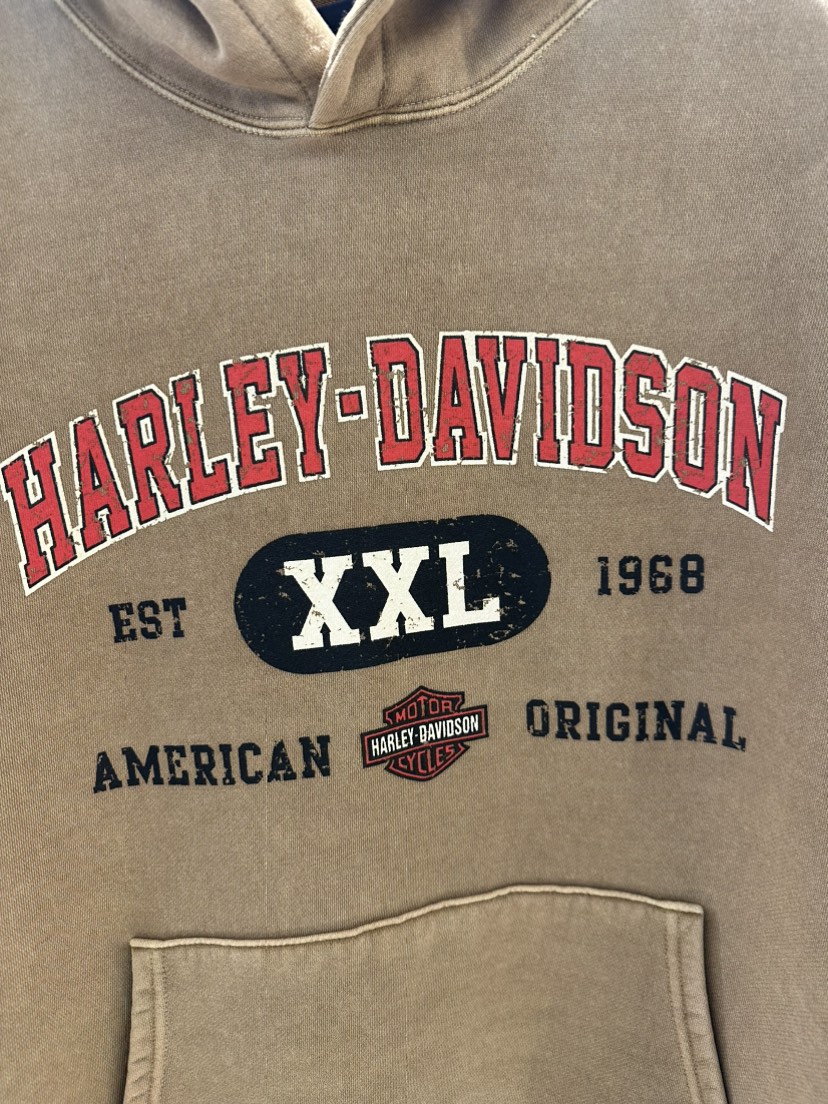 HARLEY-DAVIDSON
EST XXL 1968
AMERICAN ORIGINAL
MOTOR
HARLEY-DAVIDSON
CYCLES